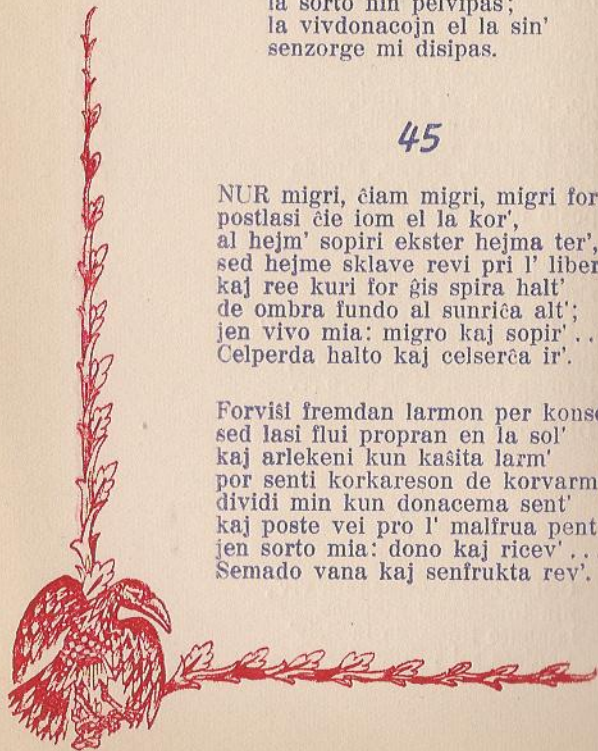 la sorto nin pelvipas;
la vivdonacojn el la sin'
senzorge mi disipas.
45
NUR migri, ĉiam migri, migri for
postlasi ĉie iom el la kor',
al hejm' sopiri ekster hejma ter',
sed hejme sklave revi pri l' liber
kaj ree kuri for ĝis spira halt'
de ombra fundo al sunriĉa alt';
jen vivo mia: migro kaj sopir' . .
Celperda halto kaj celserĉa ir'.
Forviŝi fremdan larmon per konso
sed lasi flui propran en la sol'
kaj arlekeni kun kaŝita larm'
por senti korkareson de korvarm
dividi min kun donacema sent'
kaj poste vei pro l' malfrua pent
jen sorto mia: dono kaj ricev' . .
Semado vana kaj senfrukta rev'.